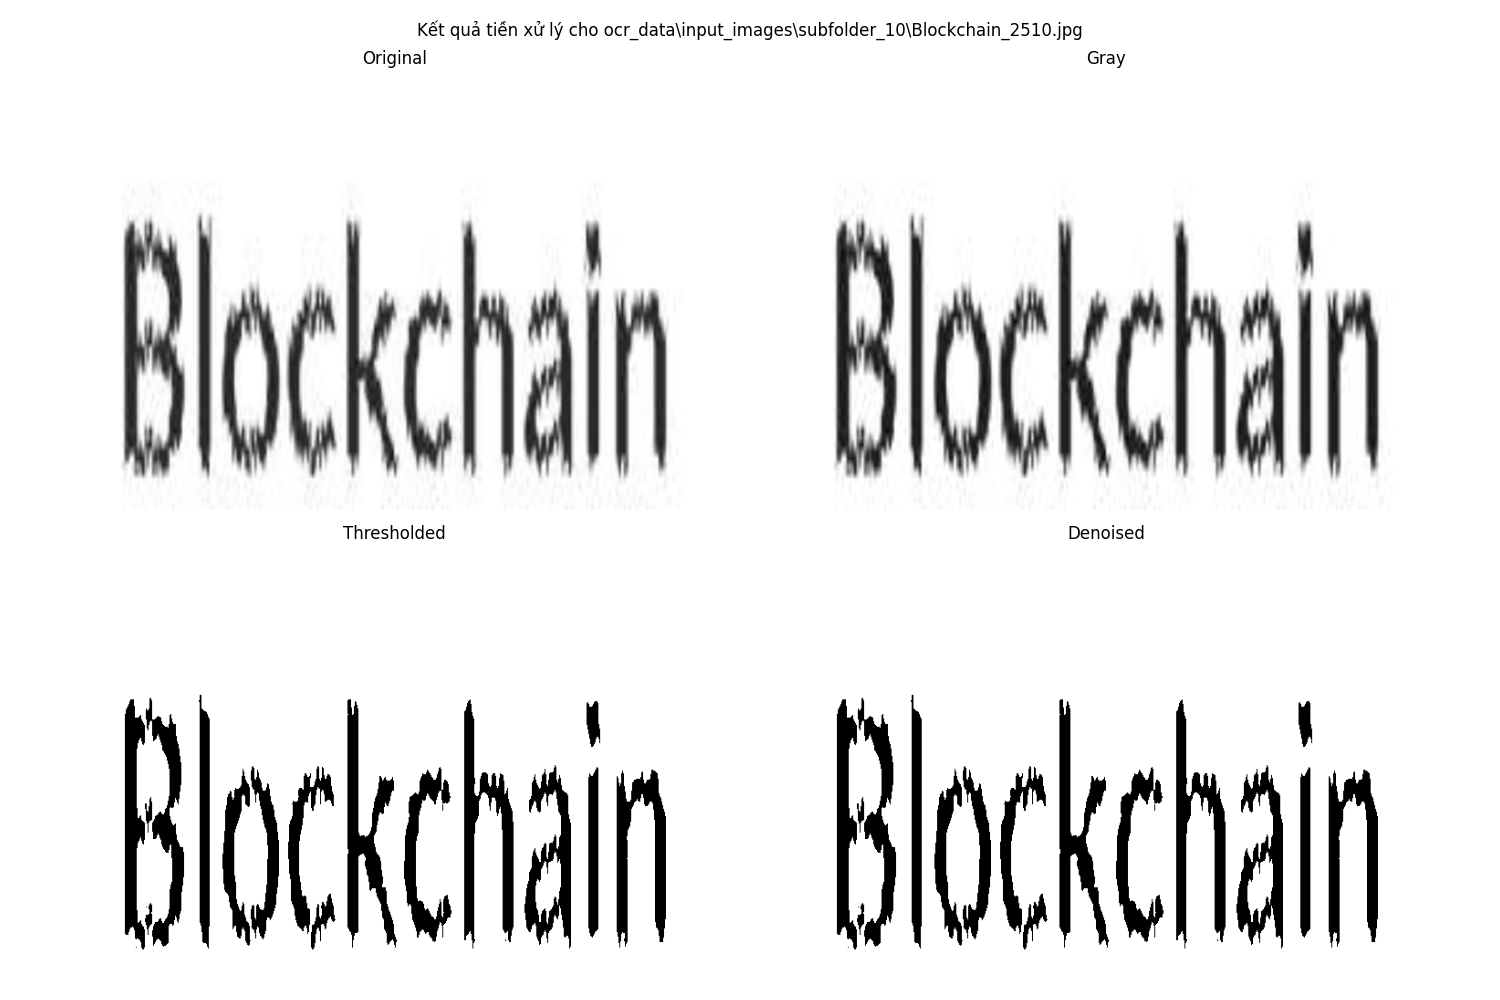 Kết quả tiền xử lý cho ocr_data\input_images\subfolder_10\Blockchain_2510.jpg
Original
Gray
Blockchain
Blockchain
Thresholded
Denoised
Blockchain
Blockchain